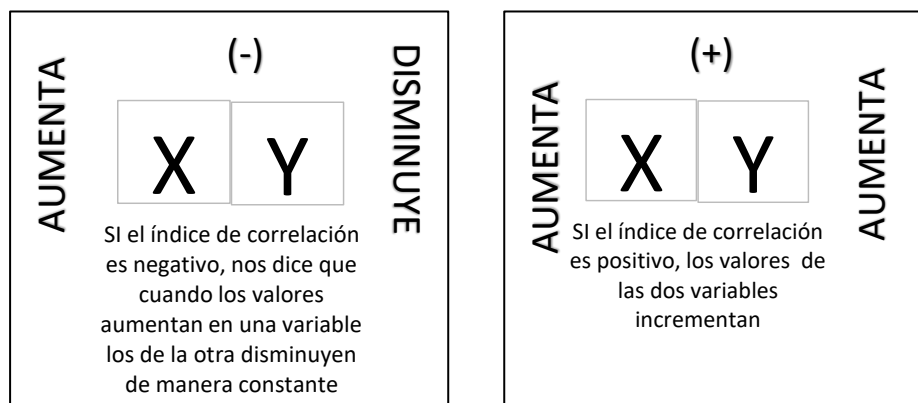 (-)
AUMENTA
DISMINUYE
X Y
SI el índice de correlación
es negativo, nos dice que
cuando los valores
aumentan en una variable
los de la otra disminuyen
de manera constante
(+)
AUMENTA
AUMENTA
X Y
SI el índice de correlación
es positivo, los valores de
las dos variables
incrementan